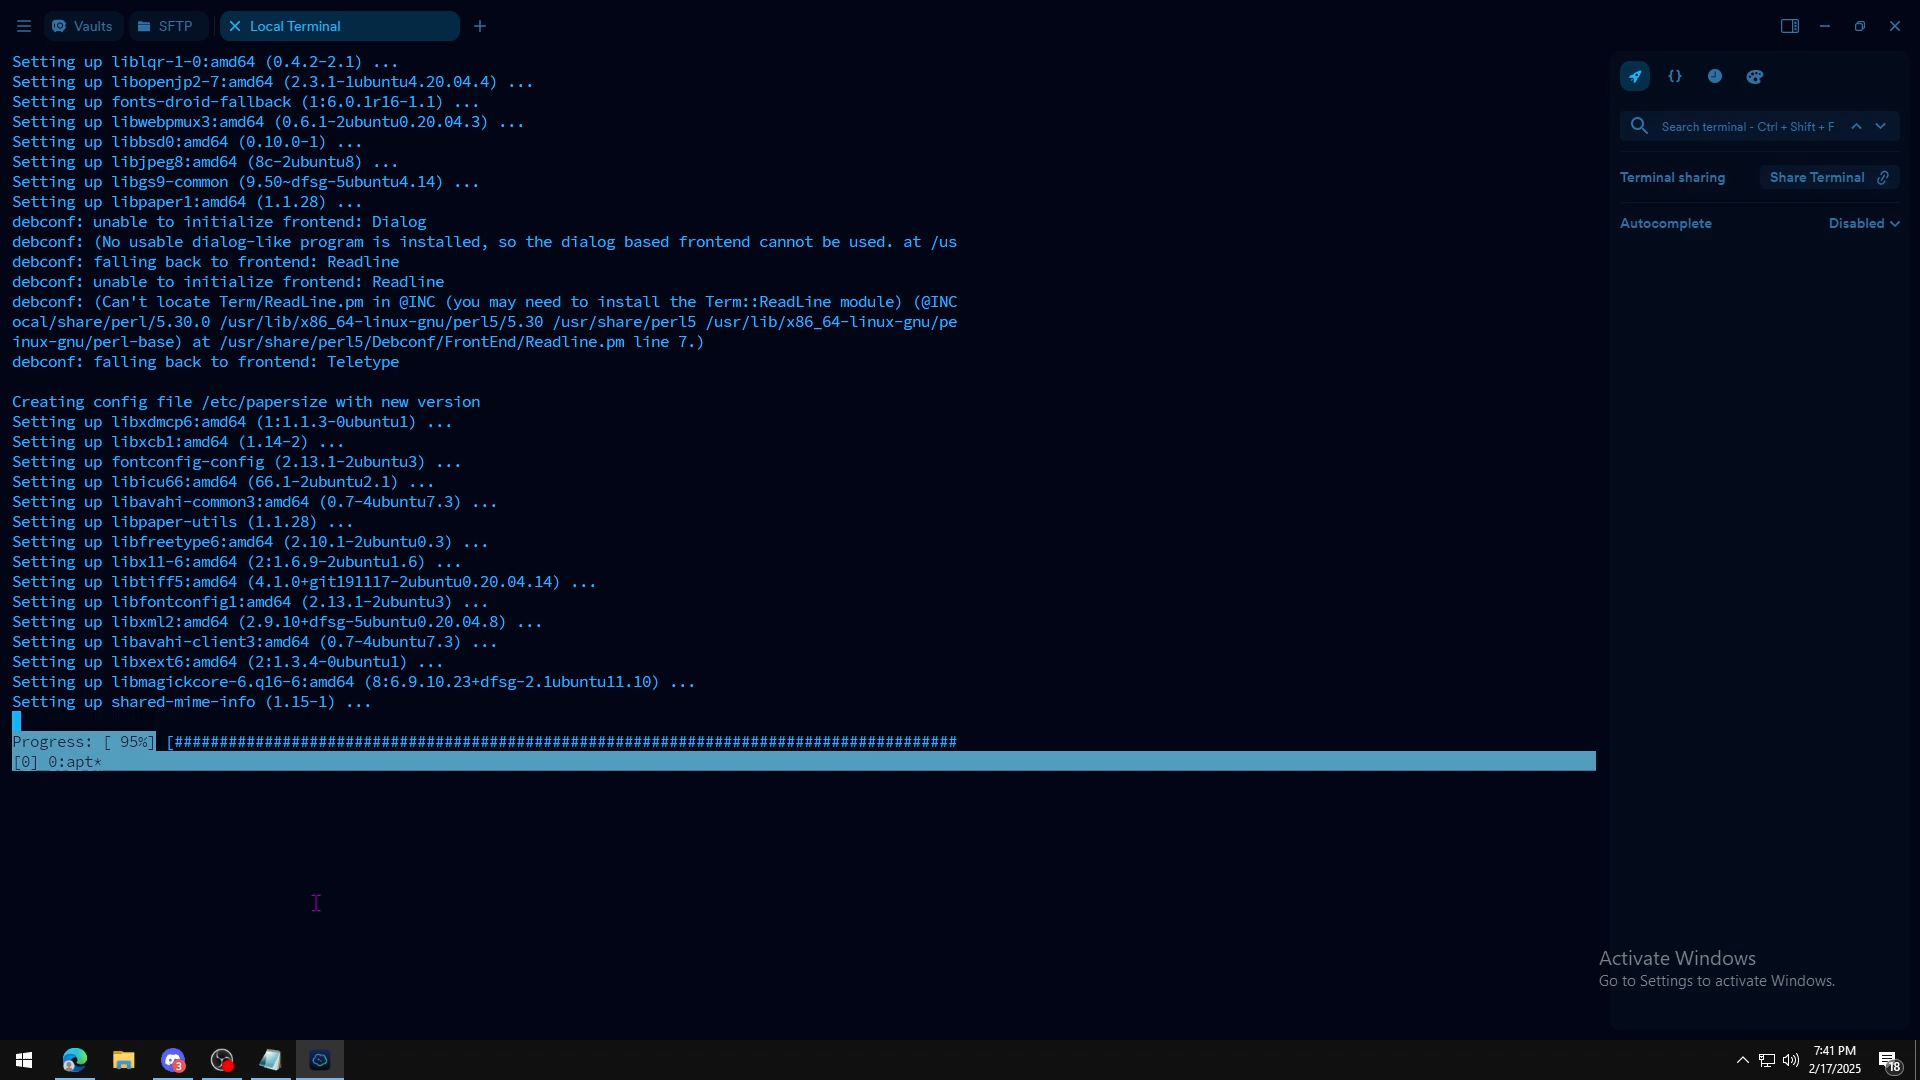 Vaults
SFTP
Local Terminal
Setting up liblqr-1-0:amd64 (0.4.2-2.1) ...
Setting up libopenjp2-7:amd64 (2.3.1-1ubuntu4.20.04.4) ...
Setting up fonts-droid-fallback (1:6.0.1r16-1.1) ...
Setting up libwebpmux3:amd64 (0.6.1-2ubuntu0.20.04.3) ...
Setting up libbsd0:amd64 (0.10.0-1) ...
Setting up libjpeg8:amd64 (8c-2ubuntu8) ...
Setting up libgs9-common (9.50~dfsg-5ubuntu4.14) ...
Setting up libpaper1:amd64 (1.1.28) ...
debconf: unable to initialize frontend: Dialog
debconf: (No usable dialog-like program is installed, so the dialog based frontend cannot be used. at /us
debconf: falling back to frontend: Readline
debconf: unable to initialize frontend: Readline
debconf: (Can't locate Term/ReadLine.pm in @INC (you may need to install the Term::ReadLine module) (@INC
ocal/share/perl/5.30.0 /usr/lib/x86_64-linux-gnu/perl5/5.30 /usr/share/perl5 /usr/lib/x86_64-linux-gnu/pe
inux-gnu/perl-base) at /usr/share/perl5/Debconf/FrontEnd/Readline.pm line 7.)
debconf: falling back to frontend: Teletype
Creating config file /etc/papersize with new version
Setting up libxdmcp6:amd64 (1:1.1.3-0ubuntu1) ...
Setting up libxcb1:amd64 (1.14-2) ...
Setting up fontconfig-config (2.13.1-2ubuntu3) ...
Setting up libicu66:amd64 (66.1-2ubuntu2.1) ...
Setting up libavahi-common3:amd64 (0.7-4ubuntu7.3) ...
Setting up libpaper-utils (1.1.28) ...
Setting up libfreetype6:amd64 (2.10.1-2ubuntu0.3) ...
Setting up libx11-6:amd64 (2:1.6.9-2ubuntu1.6) ...
Setting up libtiff5:amd64 (4.1.0+git191117-2ubuntu0.20.04.14) ...
Setting up libfontconfig1:amd64 (2.13.1-2ubuntu3) ...
Setting up libxml2:amd64 (2.9.10+dfsg-5ubuntu0.20.04.8) ...
Setting up libavahi-client3:amd64 (0.7-4ubuntu7.3) ...
Setting up libxext6:amd64 (2:1.3.4-0ubuntu1) ...
Setting up libmagickcore-6.q16-6:amd64 (8:6.9.10.23+dfsg-2.1ubuntu11.10) ...
Setting up shared-mime-info (1.15-1) ...
Progress: [ 95%] [#######################################################################################
[0] 0:apt*
{}
Search terminal - Ctrl + Shift + F
Terminal sharing
Share Terminal
Autocomplete
Disabled
Activate Windows
Go to Settings to activate Windows.
3
7:41 PM
2/17/2025
18